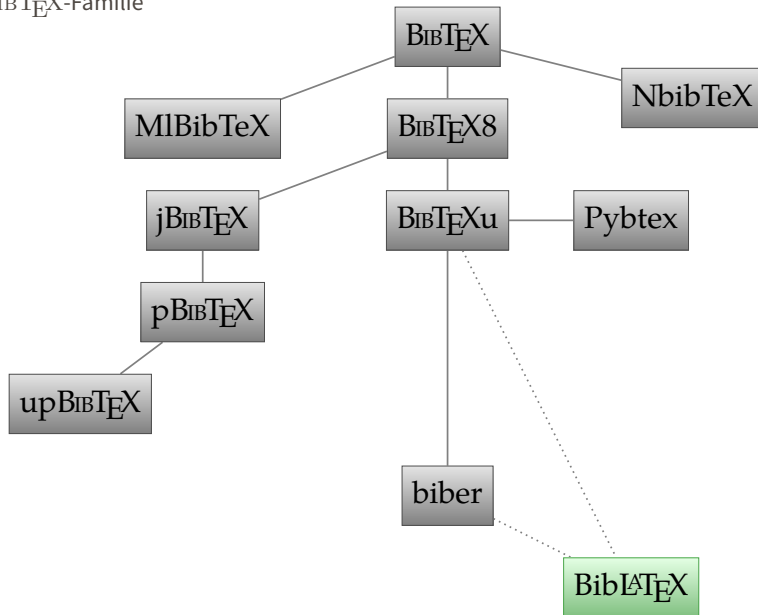 BIBTEX-Familie
BIBTEX
NbibTeX
MlBibTeX
BIBTEX8
jBIBTEX
BIBTEXu
Pybtex
pBIBTEX
upBIBTEX
biber
BibLATEX